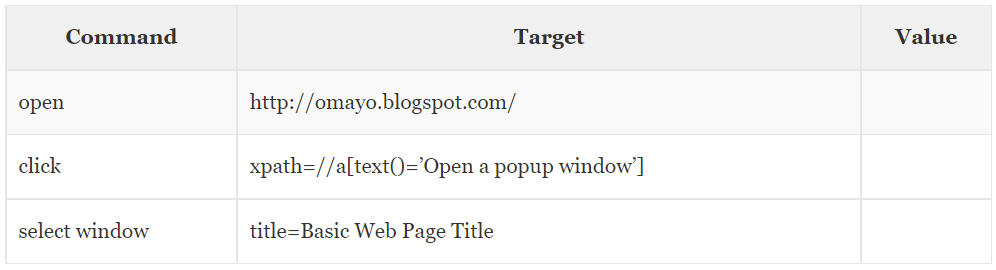 Command Target Value
open http://omayo.blogspot.com/
click xpath=//a[text()=’Open a popup window’]
select window title=Basic Web Page Title